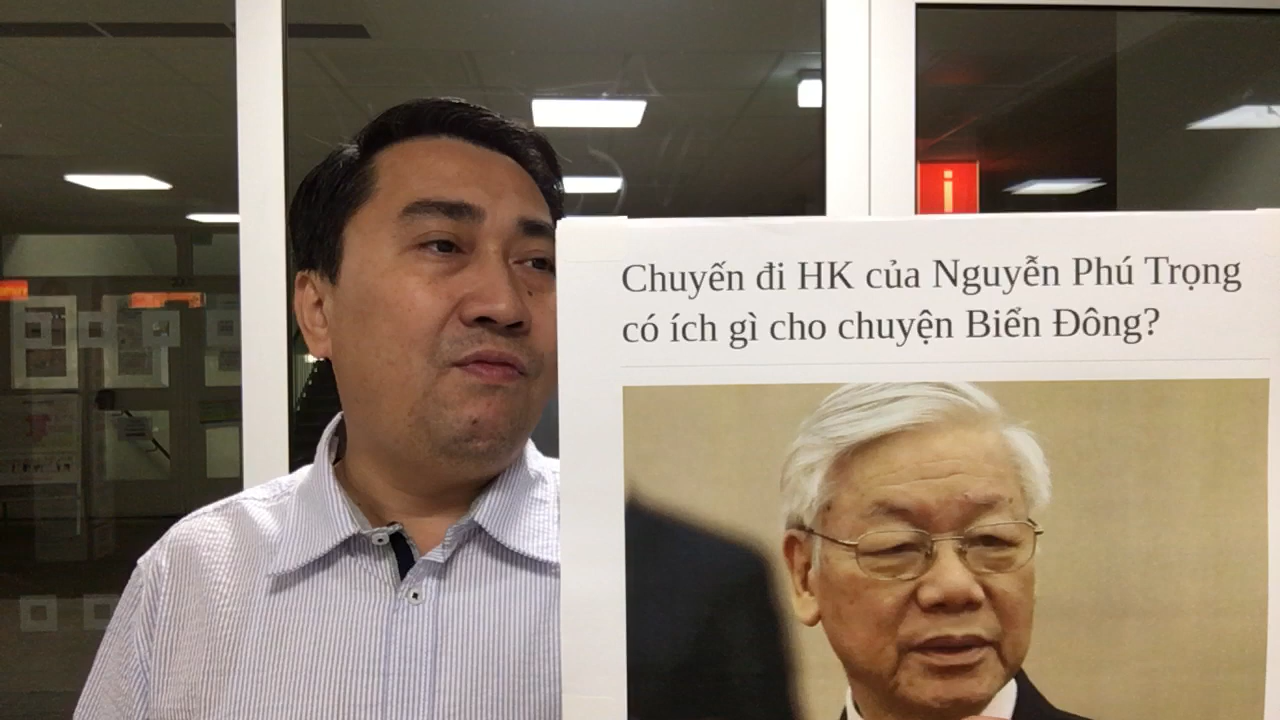 Chuyến đi HK của Nguyễn Phú Trọng
có ích gì cho chuyện Biển Đông?
i